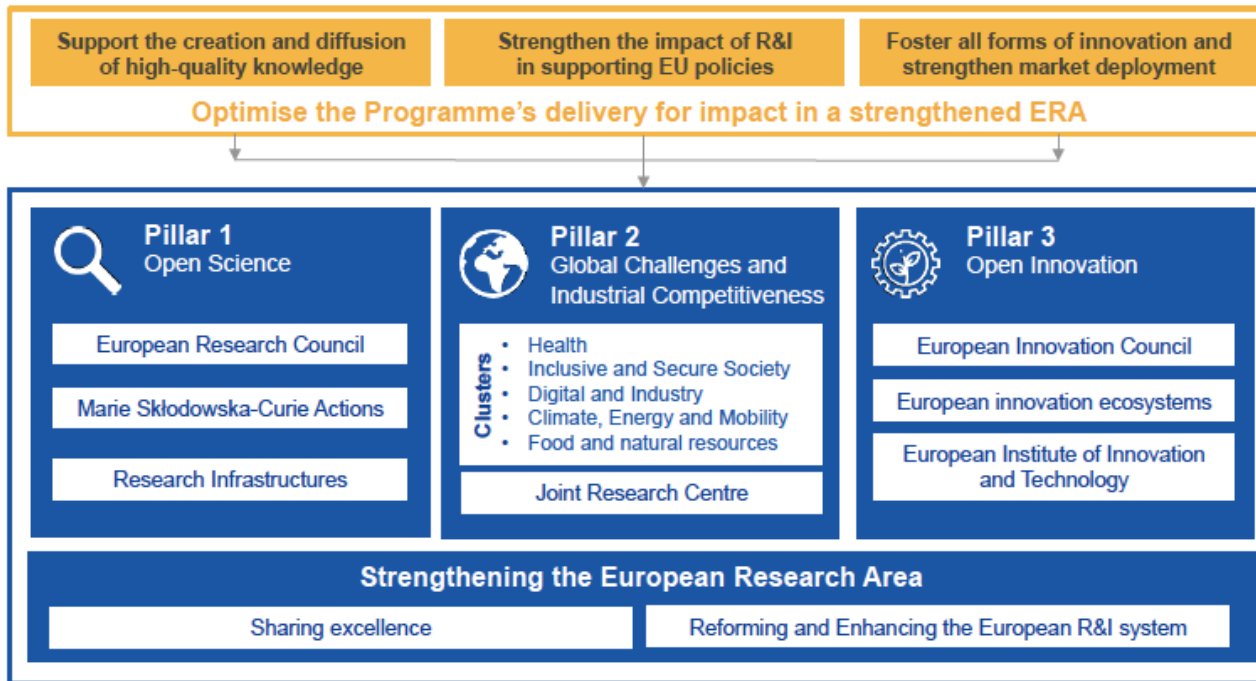 Support the creation and diffusion
of high-quality knowledge
Strengthen the impact of R&I
in supporting EU policies
Foster all forms of innovation and
strengthen market deployment
Optimise the Programme's delivery for impact in a strengthened ERA
Pillar 1
Open Science
European Research Council
Marie Skłodowska-Curie Actions
Research Infrastructures
Pillar 2
Global Challenges and
Industrial Competitiveness
Clusters
• Health
• Inclusive and Secure Society
• Digital and Industry
• Climate, Energy and Mobility
• Food and natural resources
Joint Research Centre
Pillar 3
Open Innovation
European Innovation Council
European innovation ecosystems
European Institute of Innovation
and Technology
Strengthening the European Research Area
Sharing excellence
Reforming and Enhancing the European R&I system